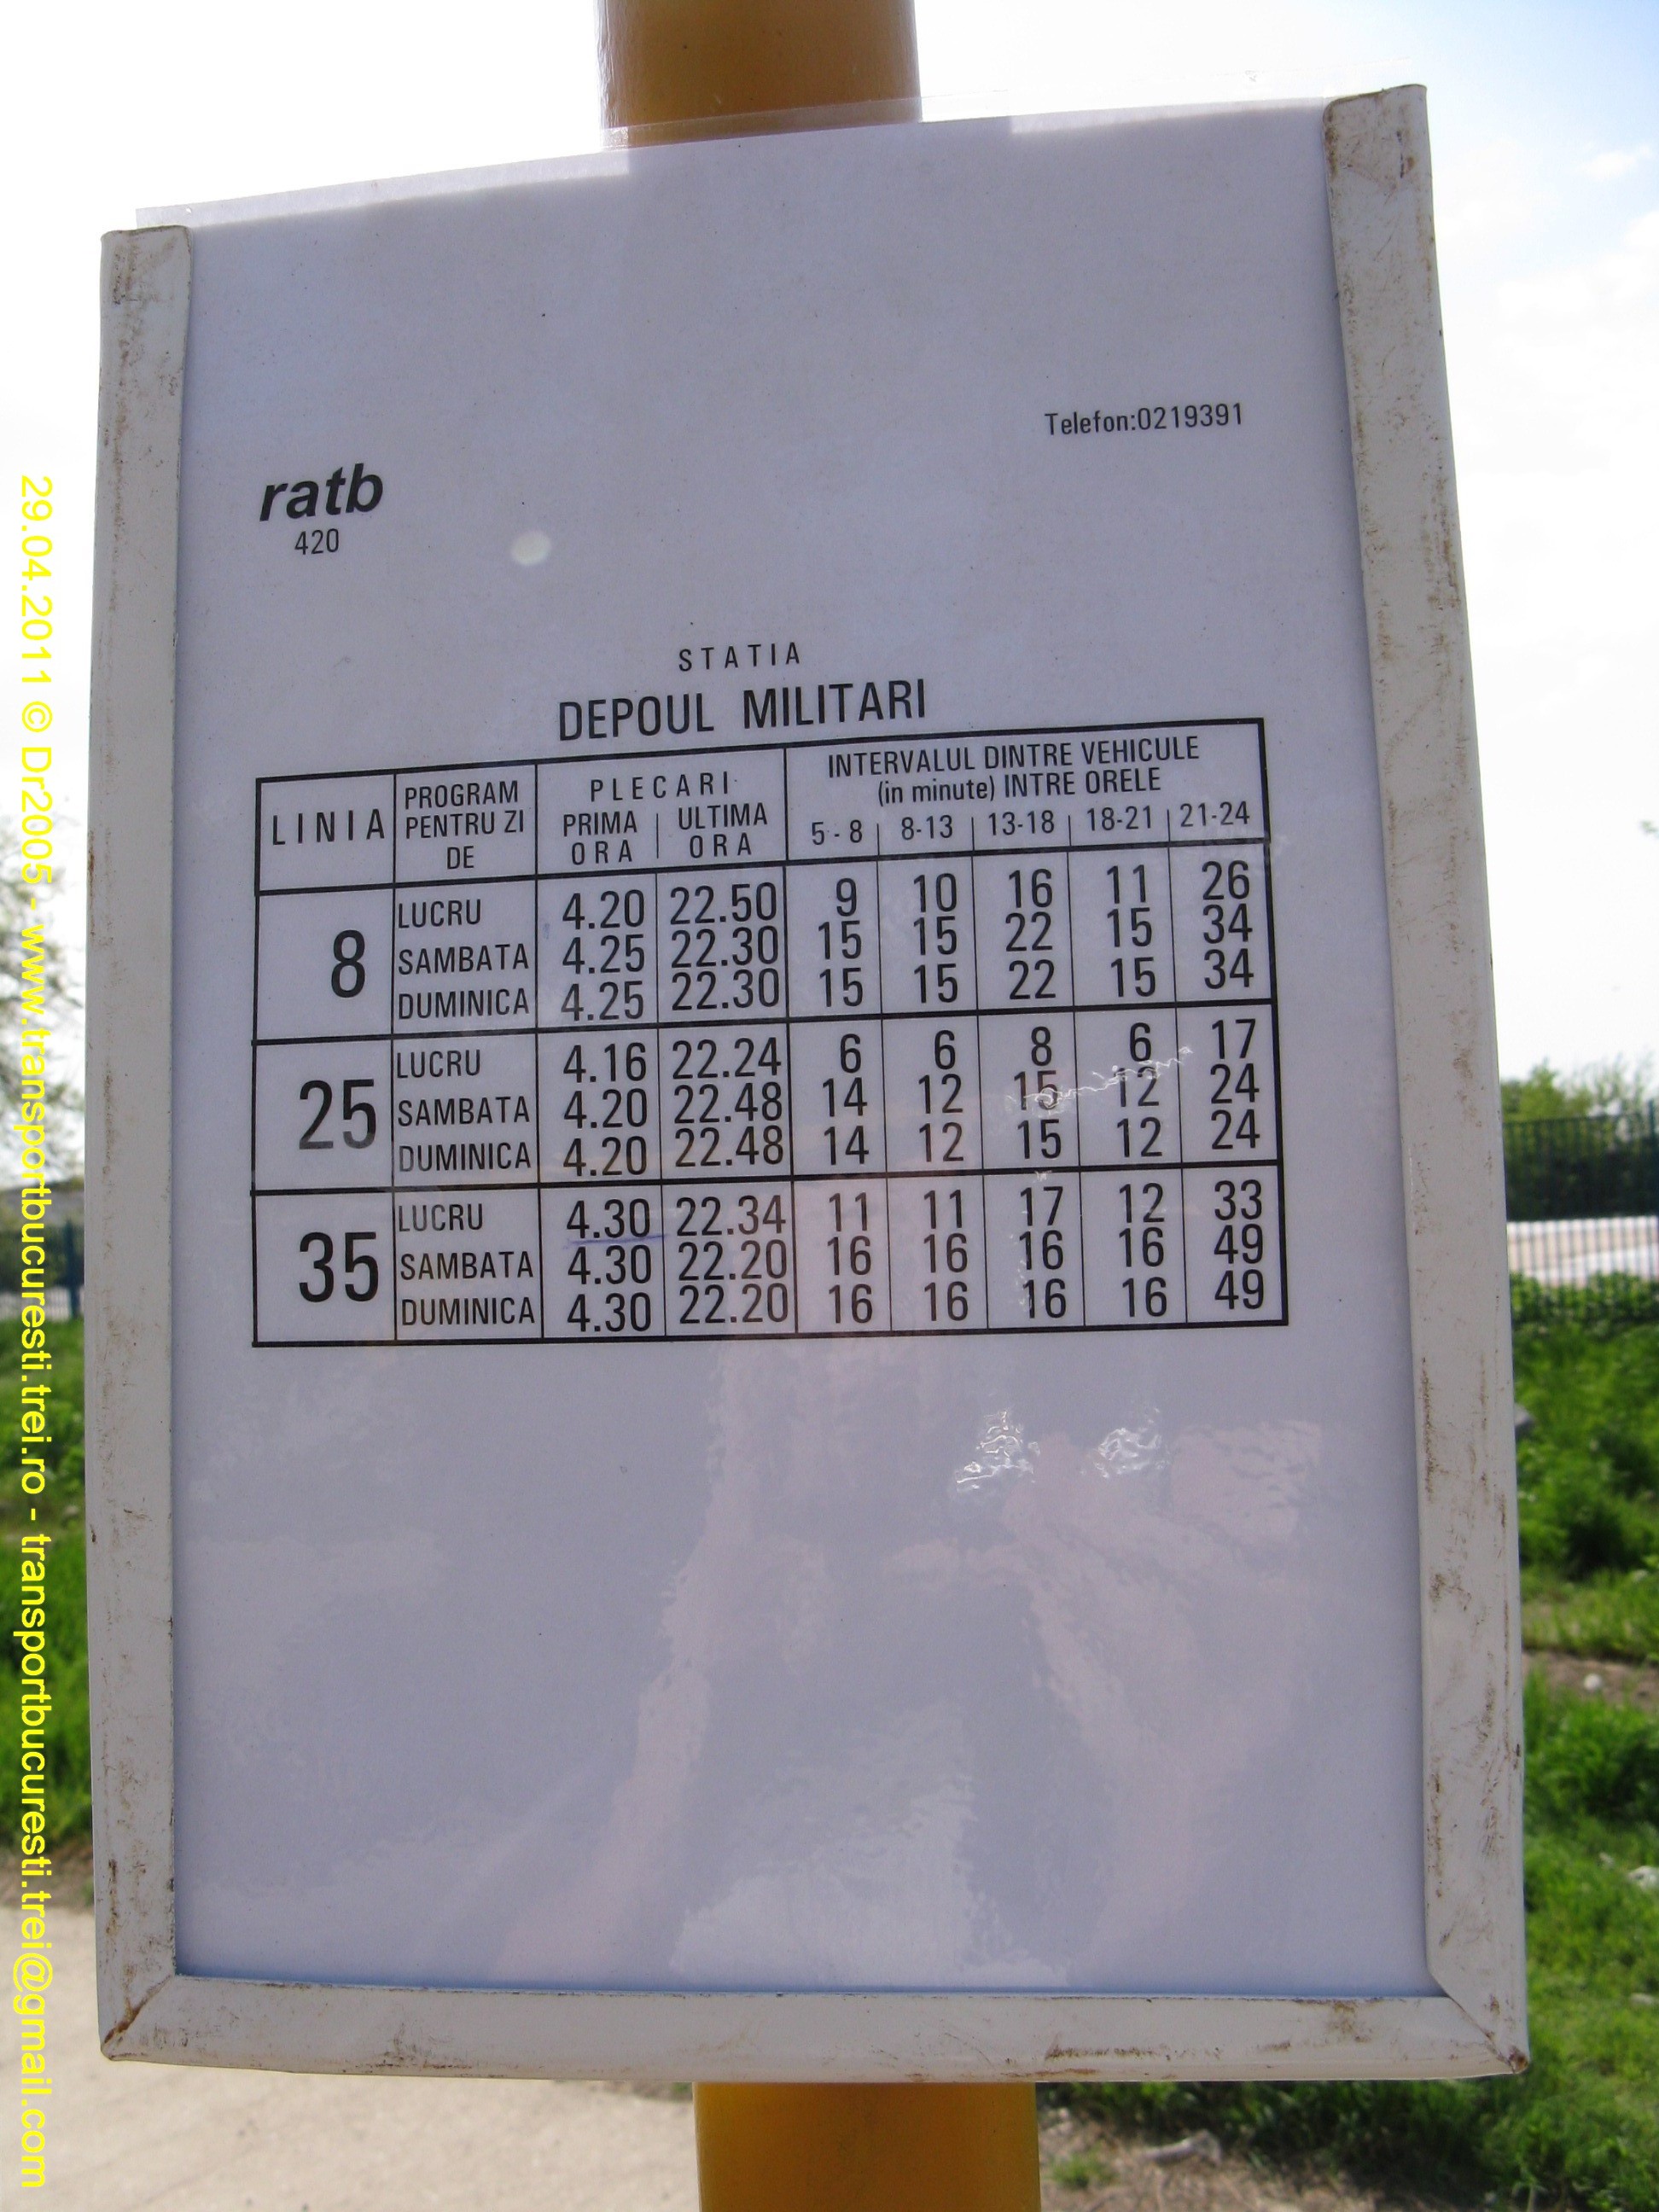 Telefon:0219391
ratb
420
STATIA
DEPOUL MILITARI
LINIA
PROGRAM
PENTRU ZI
DE
PLECARI
PRIMA ORA
ULTIMA ORA
INTERVALUL DINTRE VEHICULE
(in minute) INTRE ORELE
5 - 8 8-13 13-18 18-21 21-24
8
LUCRU 4.20 22.50 9 10 16 11 26
SAMBATA 4.25 22.30 15 15 22 15 34
DUMINICA 4.25 22.30 15 15 22 15 34
25
LUCRU 4.16 22.24 6 6 8 6 17
SAMBATA 4.20 22.48 14 12 15 12 24
DUMINICA 4.20 22.48 14 12 15 12 24
35
LUCRU 4.30 22.34 11 11 17 12 33
SAMBATA 4.30 22.20 16 16 16 16 49
DUMINICA 4.30 22.20 16 16 16 16 49
29.04.2011 © Dr2005 - www.transportbucuresti.trei.ro - transportbucuresti.trei@gmail.com